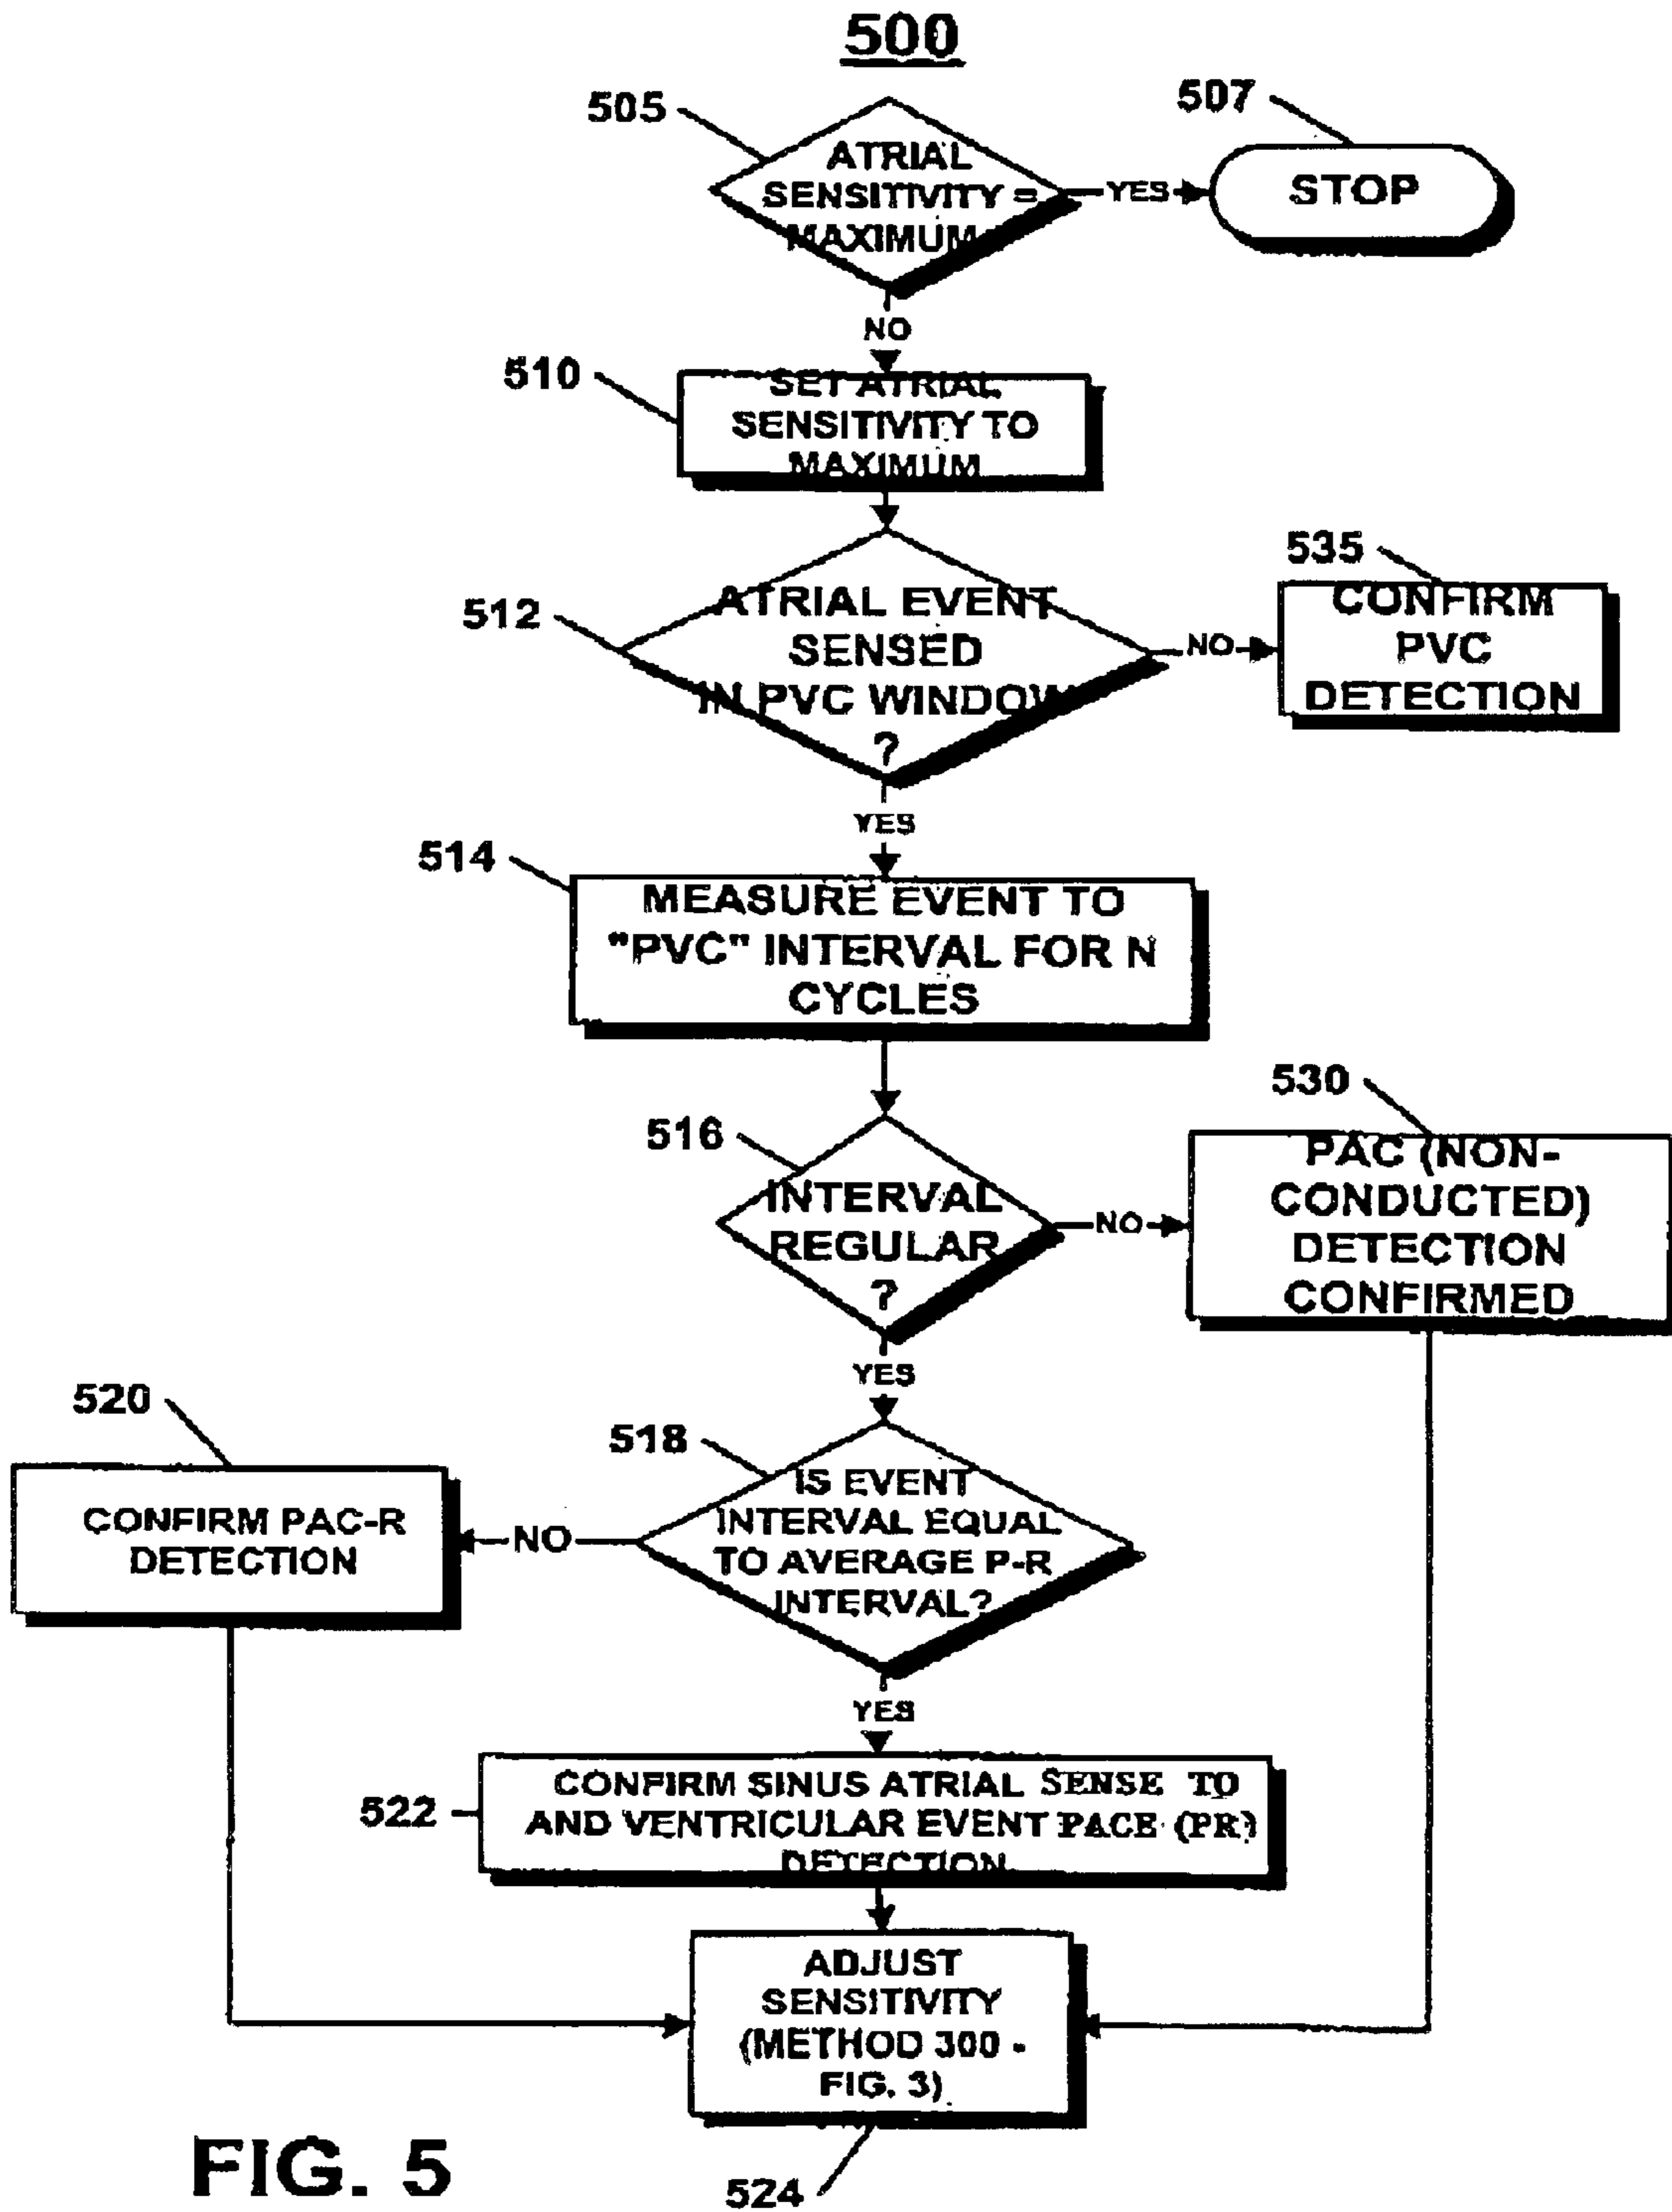 500
505
507
ATRIAL
SENSITIVITY =
MAXIMUM
YES
STOP
NO
510
SET ATRIAL
SENSITIVITY TO
MAXIMUM
535
512
ATRIAL EVENT
SENSED
IN PVC WINDOW
?
NO
CONFIRM
PVC
DETECTION
YES
514
MEASURE EVENT TO
"PVC" INTERVAL FOR N
CYCLES
530
516
INTERVAL
REGULAR
?
NO
PAC (NON-
CONDUCTED)
DETECTION
CONFIRMED
YES
520
518
IS EVENT
INTERVAL EQUAL
TO AVERAGE P-R
INTERVAL?
NO
CONFIRM PAC-R
DETECTION
YES
522
CONFIRM SINUS ATRIAL SENSE TO
AND VENTRICULAR EVENT PACE (PR)
DETECTION
ADJUST
SENSITIVITY
(METHOD 300 -
FIG. 3)
524
FIG. 5